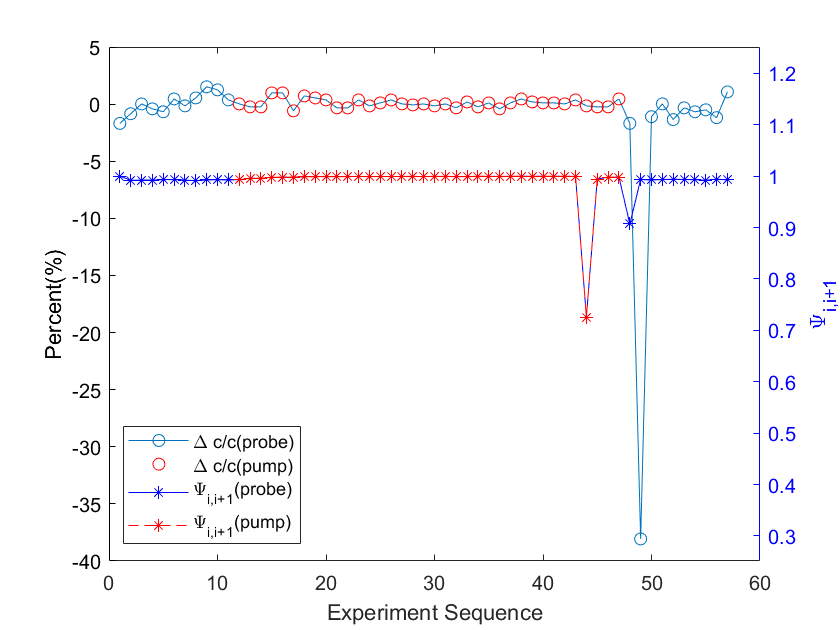 5
0
-5
-10
-15
-20
-25
-30
-35
-40
Percent(%)
1.2
1.1
1
0.9
0.8
0.7
0.6
0.5
0.4
0.3
Ψi,i+1
Δ c/c(probe)
Δ c/c(pump)
Ψi,i+1(probe)
Ψi,i+1(pump)
0 10 20 30 40 50 60
Experiment Sequence